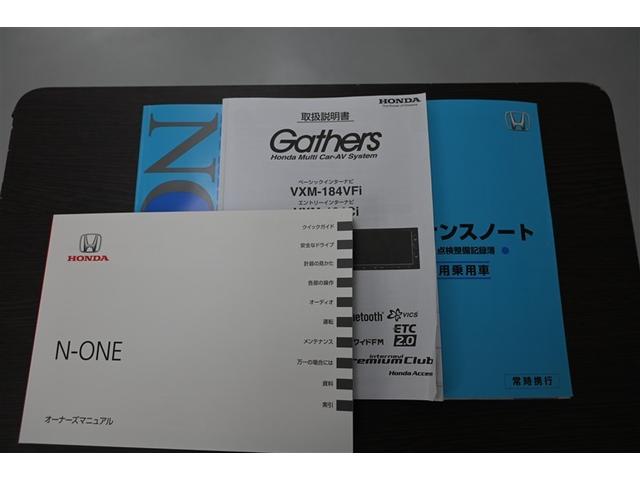 HONDA
N-ONE
オーナーズマニュアル
クイックガイド
安全なドライブ
計器の見かた
各部の操作
オーディオ
運転
メンテナンス
万一の場合には
資料
索引
HONDA
取扱説明書
Gathers
Honda Multi Car-AV System
ベーシックインターナビ
VXM-184VFi
エントリーインターナビ
VICS
ワイドFM
ETC
2.0
internavi
Premium Club
Honda Access
ンスノート
点検整備記録簿
用乗用車
常時携行